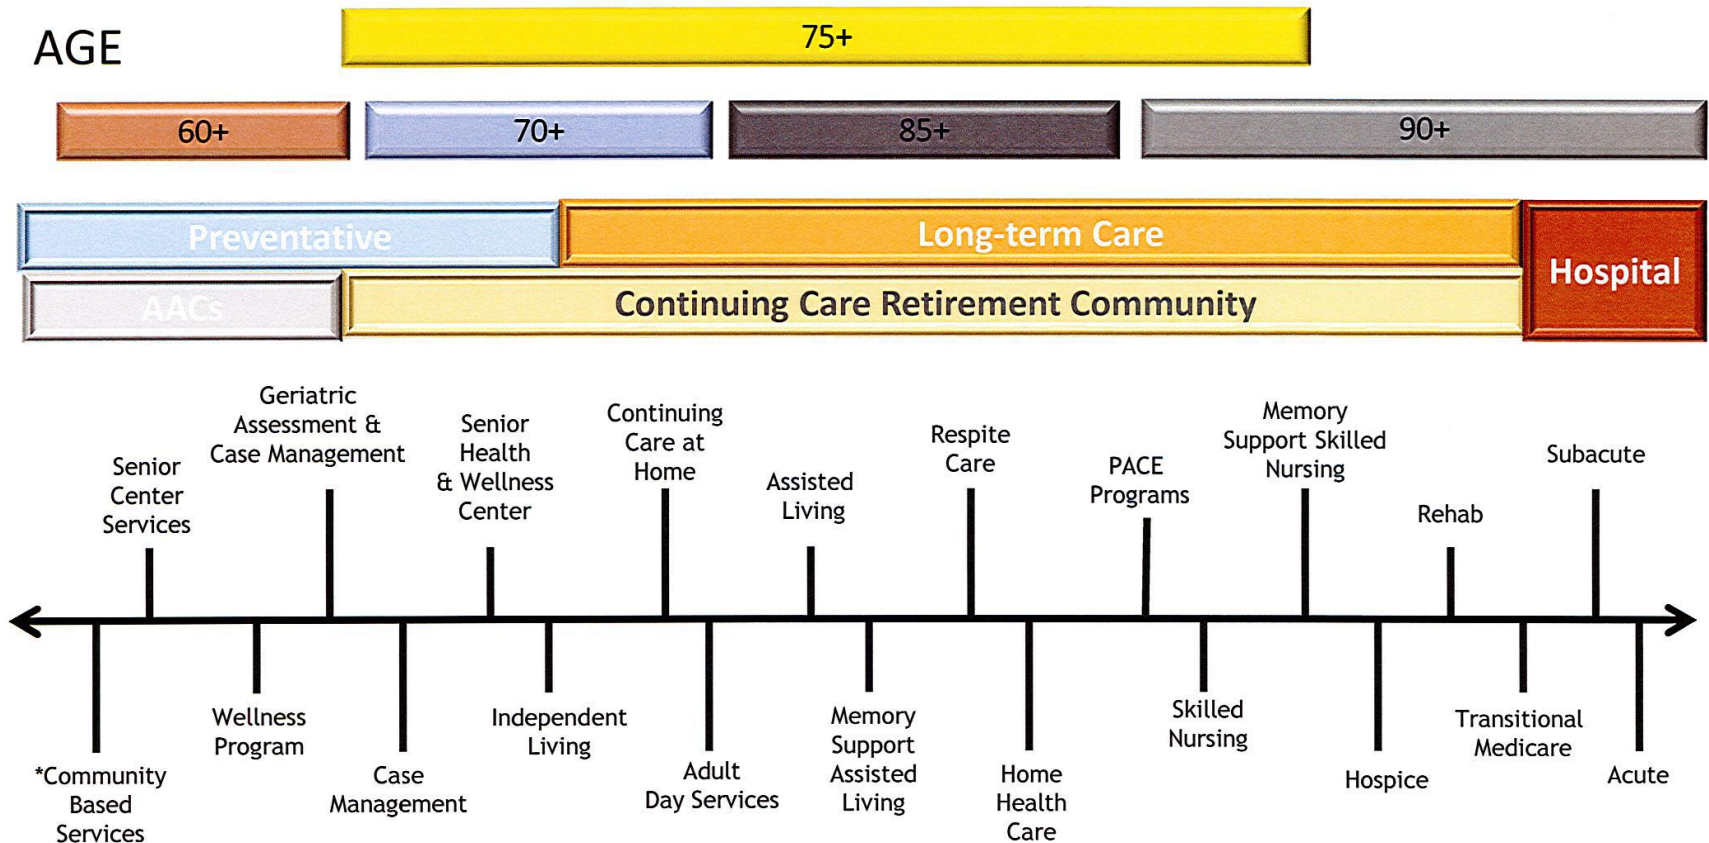 AGE
75+
60+
70+
85+
90+
Preventative
Long-term Care
Hospital
AACs
Continuing Care Retirement Community
Senior
Center
Services
Geriatric
Assessment &
Case Management
Senior
Health
& Wellness
Center
Continuing
Care at
Home
Assisted
Living
Respite
Care
PACE
Programs
Memory
Support Skilled
Nursing
Rehab
Subacute
*Community
Based
Services
Wellness
Program
Case
Management
Independent
Living
Adult
Day Services
Memory
Support
Assisted
Living
Home
Health
Care
Skilled
Nursing
Hospice
Transitional
Medicare
Acute